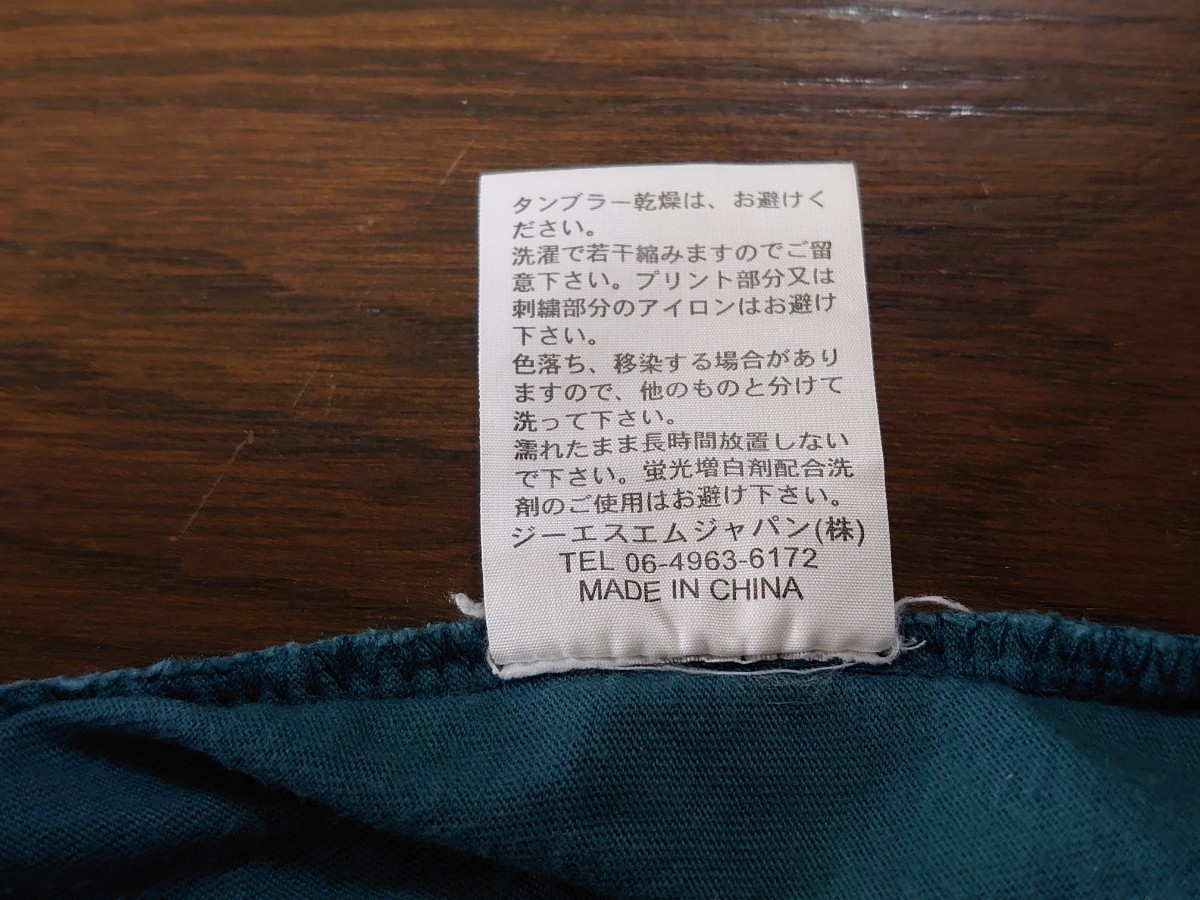 タンブラー乾燥は、お避けく
ださい。
洗濯で若干縮みますのでご留
意下さい。プリント部分又は
刺繍部分のアイロンはお避け
下さい。
色落ち、移染する場合があり
ますので、他のものと分けて
洗って下さい。
濡れたまま長時間放置しない
で下さい。蛍光増白剤配合洗
剤のご使用はお避け下さい。
ジーエスエムジャパン(株)
TEL 06-4963-6172
MADE IN CHINA